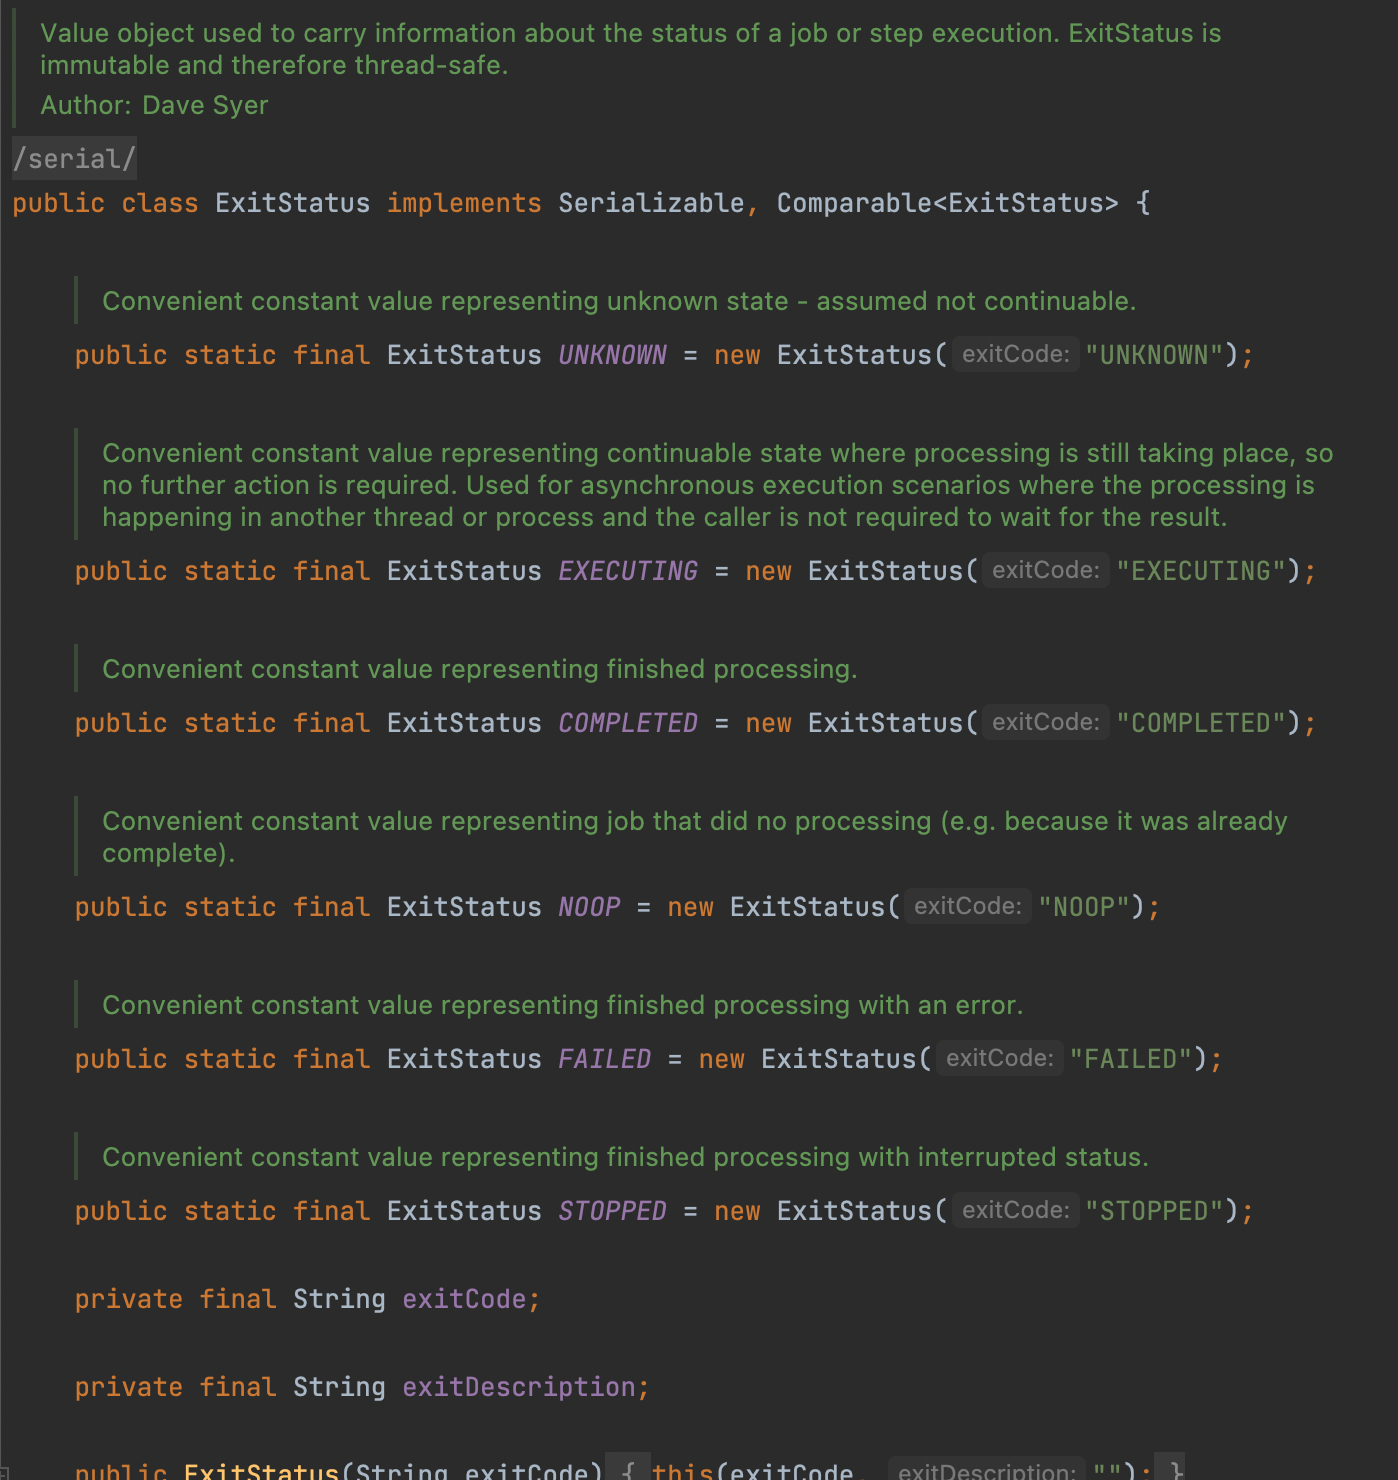 Value object used to carry information about the status of a job or step execution. ExitStatus is
immutable and therefore thread-safe.
Author: Dave Syer
/serial/
public class ExitStatus implements Serializable, Comparable<ExitStatus> {
Convenient constant value representing unknown state - assumed not continuable.
public static final ExitStatus UNKNOWN = new ExitStatus( exitCode: "UNKNOWN");
Convenient constant value representing continuable state where processing is still taking place, so
no further action is required. Used for asynchronous execution scenarios where the processing is
happening in another thread or process and the caller is not required to wait for the result.
public static final ExitStatus EXECUTING = new ExitStatus( exitCode: "EXECUTING");
Convenient constant value representing finished processing.
public static final ExitStatus COMPLETED = new ExitStatus( exitCode: "COMPLETED");
Convenient constant value representing job that did no processing (e.g. because it was already
complete).
public static final ExitStatus NOOP = new ExitStatus( exitCode: "NOOP");
Convenient constant value representing finished processing with an error.
public static final ExitStatus FAILED = new ExitStatus( exitCode: "FAILED");
Convenient constant value representing finished processing with interrupted status.
public static final ExitStatus STOPPED = new ExitStatus( exitCode: "STOPPED");
private final String exitCode;
private final String exitDescription;
public ExitStatus(String exitCode) { this(exitCode, exitDescription: ""); }